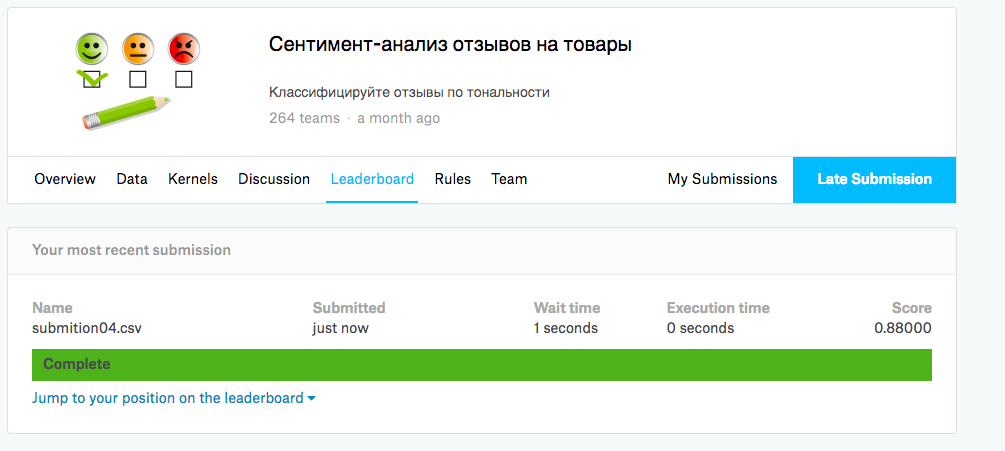 Сентимент-анализ отзывов на товары
Классифицируйте отзывы по тональности
264 teams · a month ago
Overview Data Kernels Discussion Leaderboard Rules Team My Submissions Late Submission
Your most recent submission
Name Submitted Wait time Execution time Score
submition04.csv just now 1 seconds 0 seconds 0.88000
Complete
Jump to your position on the leaderboard